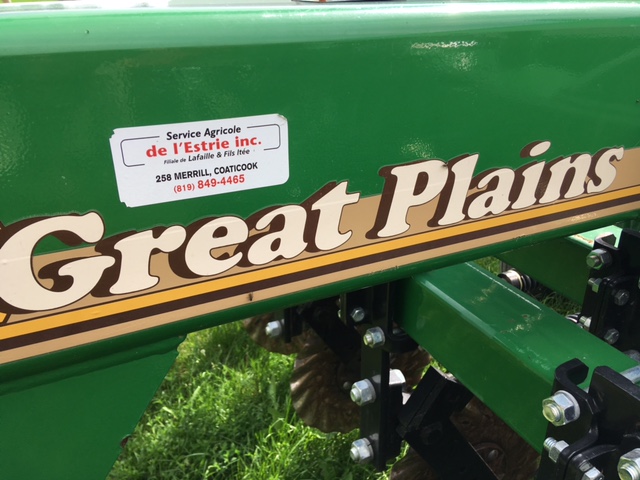 Service Agricole
de l'Estrie inc.
Filiale de Lafaille & Fils ltée
258 MERRILL, COATICOOK
(819) 849-4465
Great Plains